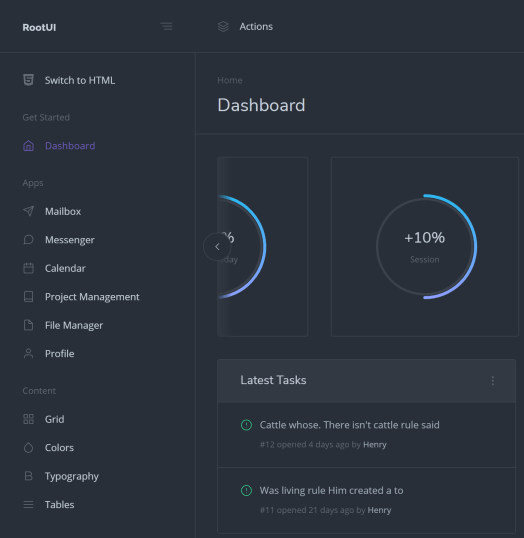 RootUI
Actions
Switch to HTML
Get Started
Dashboard
Apps
Mailbox
Messenger
Calendar
Project Management
File Manager
Profile
Content
Grid
Colors
Typography
Tables
Home
Dashboard
%
day
+10%
Session
Latest Tasks
Cattle whose. There isn't cattle rule said
#12 opened 4 days ago by Henry
Was living rule Him created a to
#11 opened 21 days ago by Henry